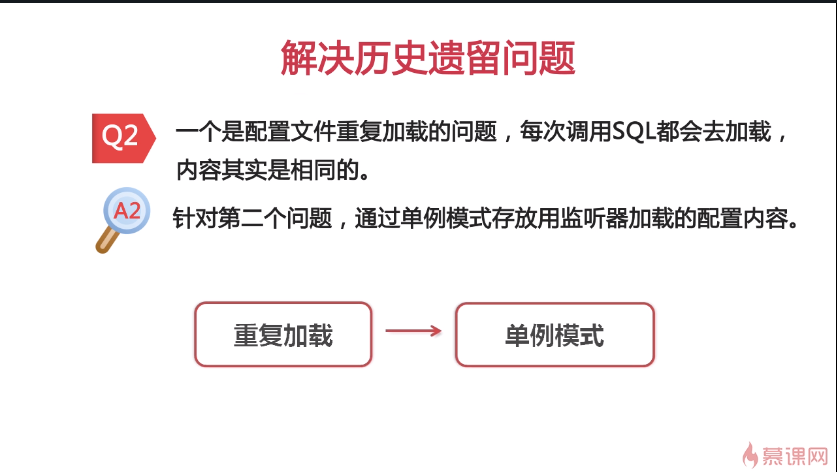 解决历史遗留问题
Q2
一个是配置文件重复加载的问题，每次调用SQL都会去加载，
内容其实是相同的。
A2
针对第二个问题，通过单例模式存放用监听器加载的配置内容。
重复加载
单例模式
慕课网